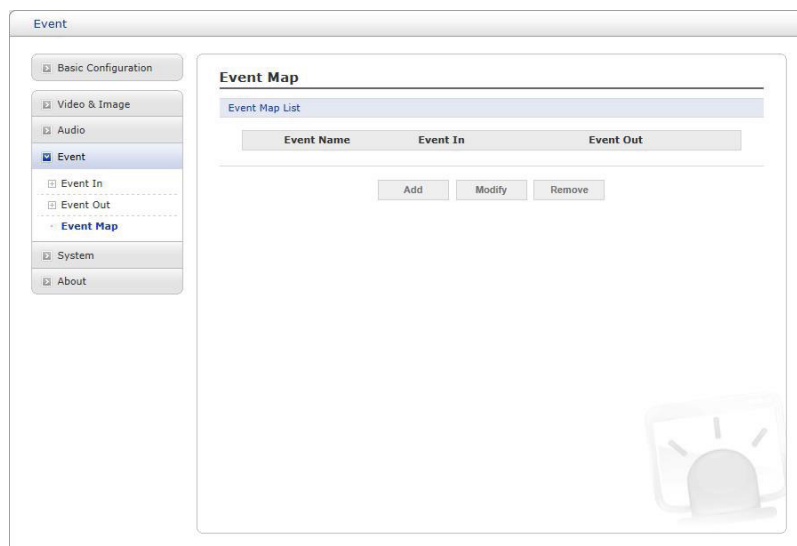 Event
Basic Configuration
Video & Image
Audio
Event
Event In
Event Out
Event Map
System
About
Event Map
Event Map List
Event Name Event In Event Out
Add Modify Remove